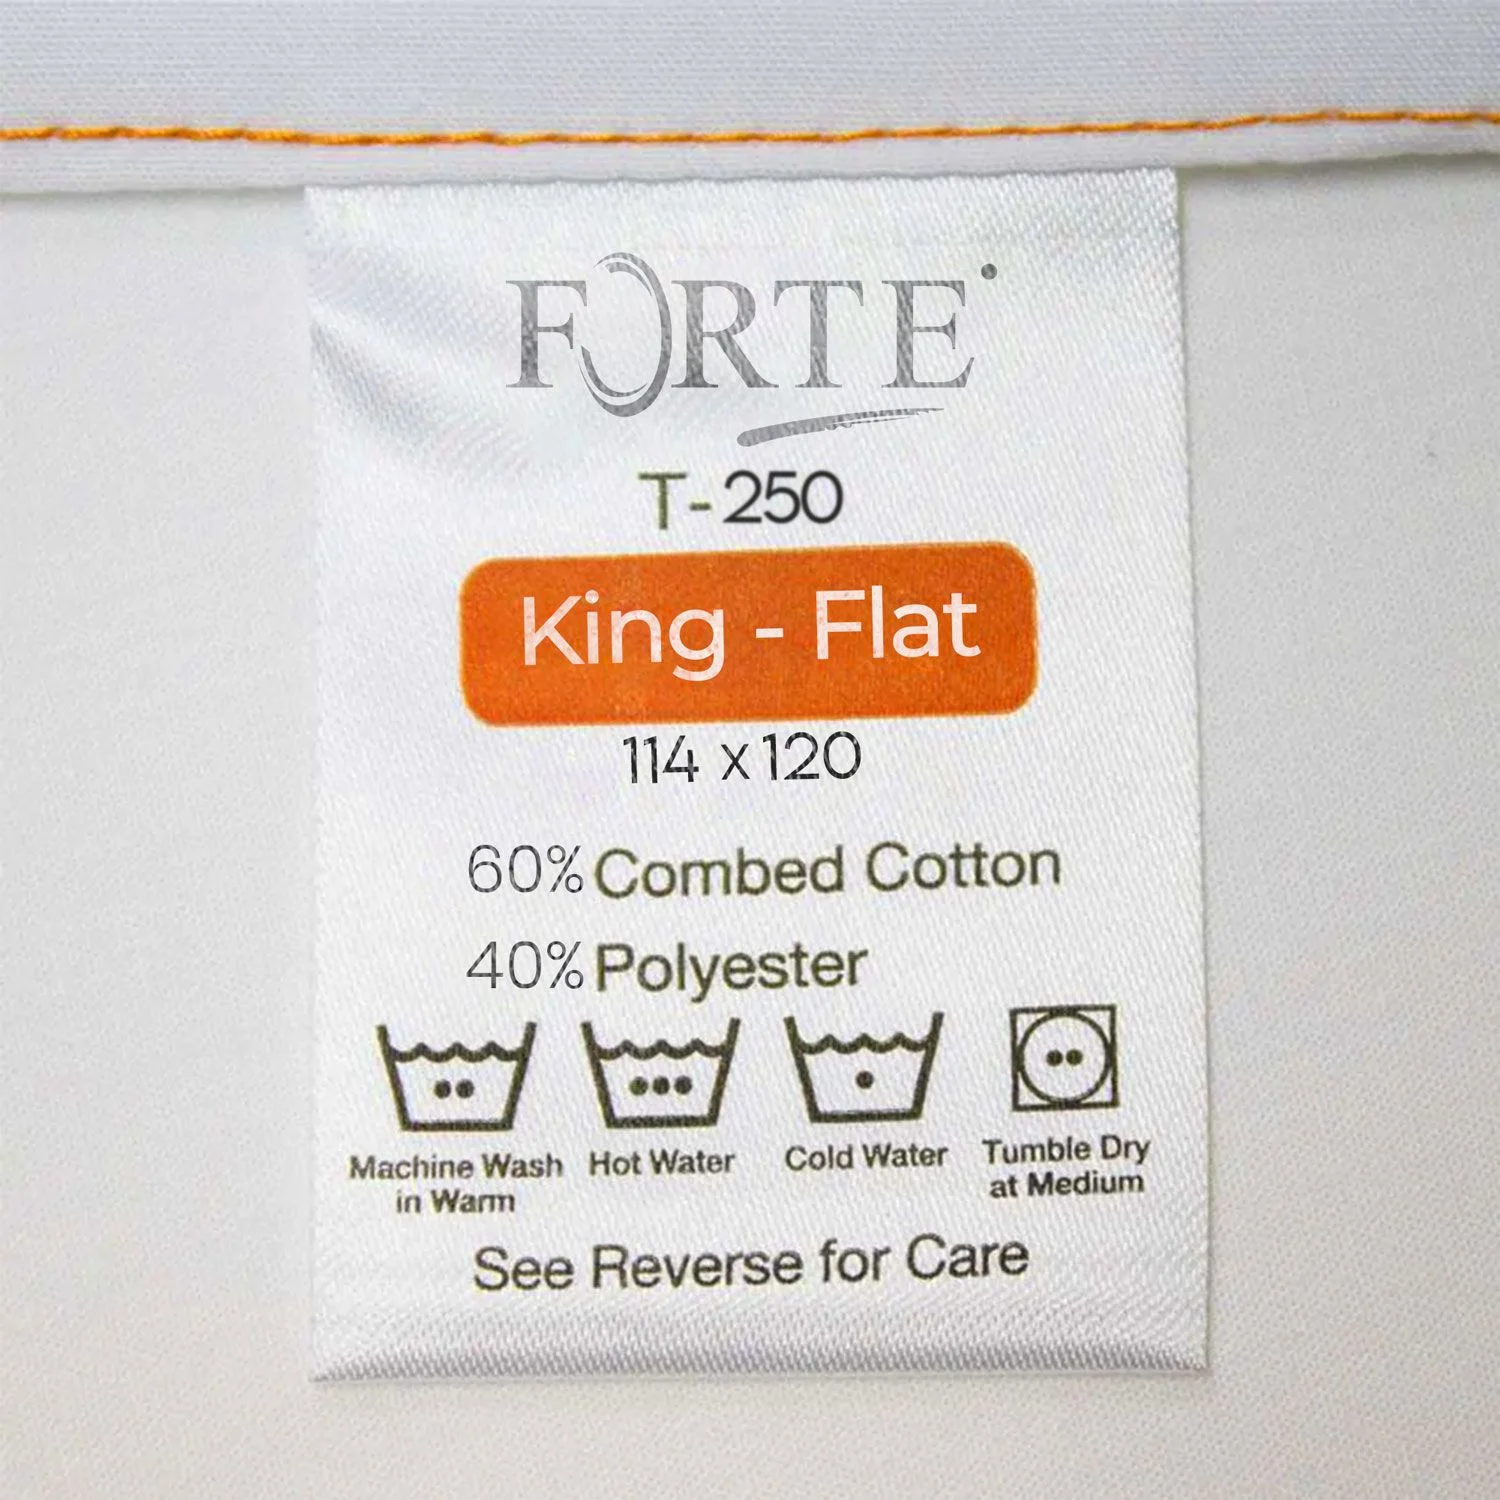 FORTE
T-250
King - Flat
114 x 120
60% Combed Cotton
40% Polyester
Machine Wash in Warm
Hot Water
Cold Water
Tumble Dry at Medium
See Reverse for Care